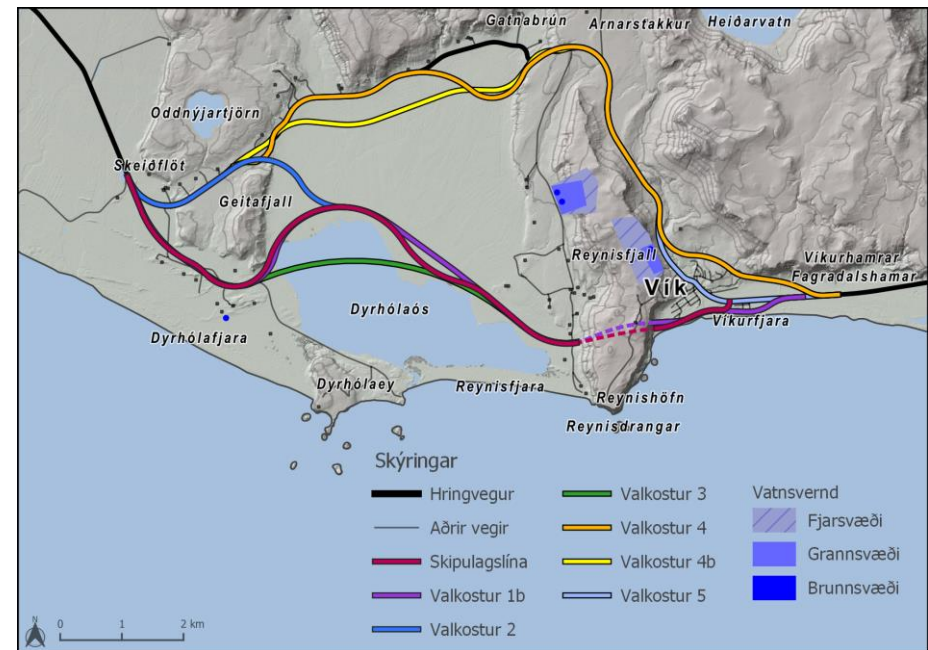 Gatnabrún
Arnarstakkur
Heiðarvatn
Oddnýjartjörn
Skeiðflöt
Geitafjall
Reynisfjall
Víkurhamrar
Fagradalshamar
Vík
Víkurfjara
Dyrhólaós
Dyrhólafjara
Dyrhólaey
Reynisfjara
Reynishöfn
Reynisdrangar
Skýringar
Hringvegur
Aðrir vegir
Skipulagslína
Valkostur 1b
Valkostur 2
Valkostur 3
Valkostur 4
Valkostur 4b
Valkostur 5
Vatnsvernd
Fjarsvæði
Grannsvæði
Brunnsvæði
N
0 1 2 km